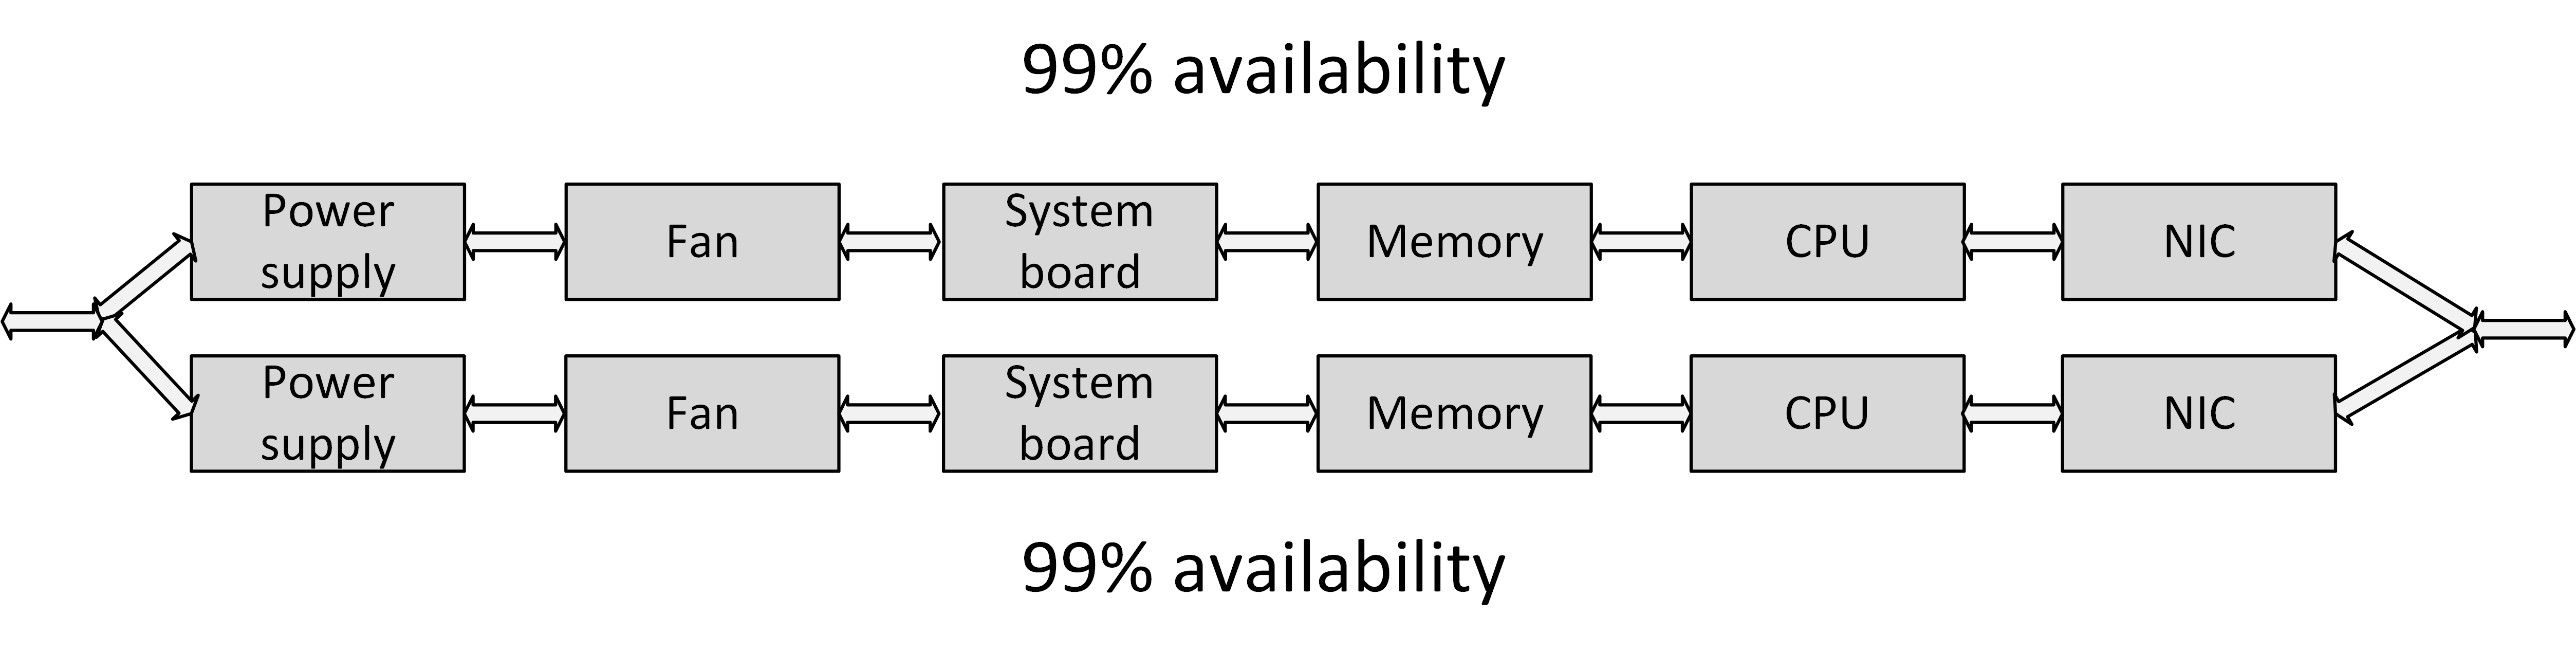 99% availability
Power
supply
Fan
System
board
Memory
CPU
NIC
Power
supply
Fan
System
board
Memory
CPU
NIC
99% availability